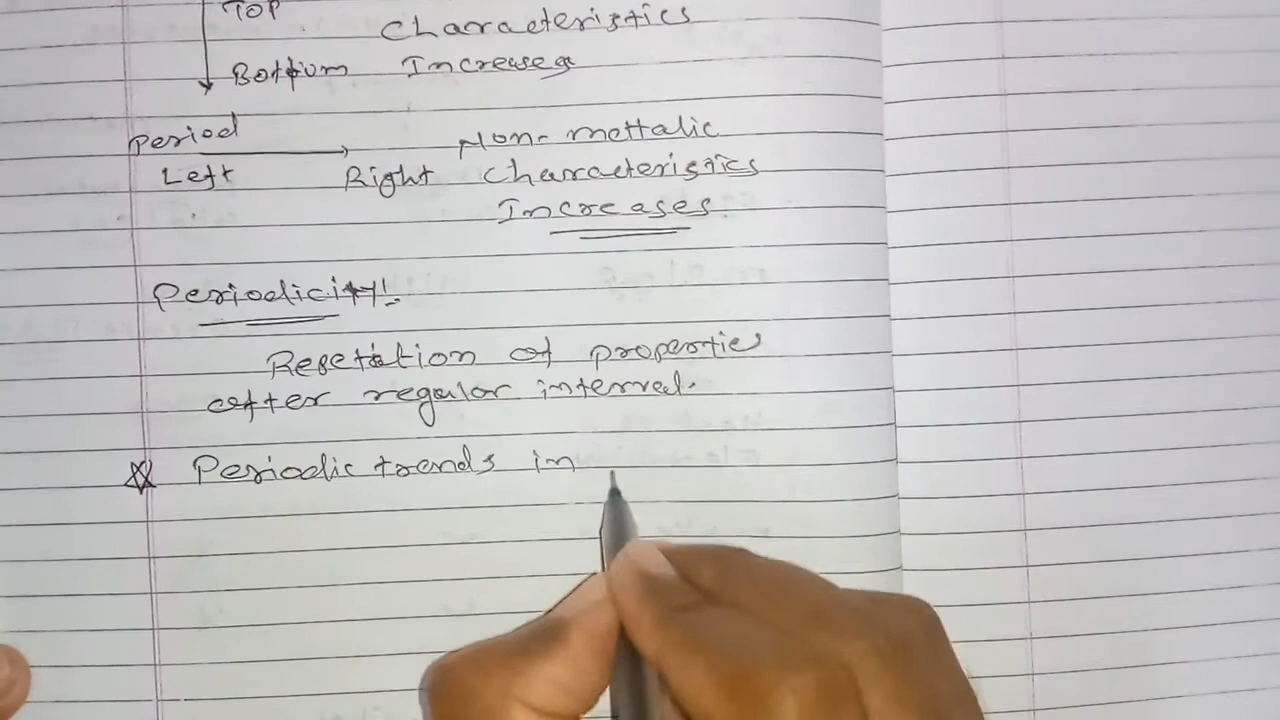 TOP
Characteristics
Bottom Increases
Period Non-mettalic
Left Right Characteristics
Increases
Periodicity:
Repetation of properties
after regular interval.
Periodic trends in